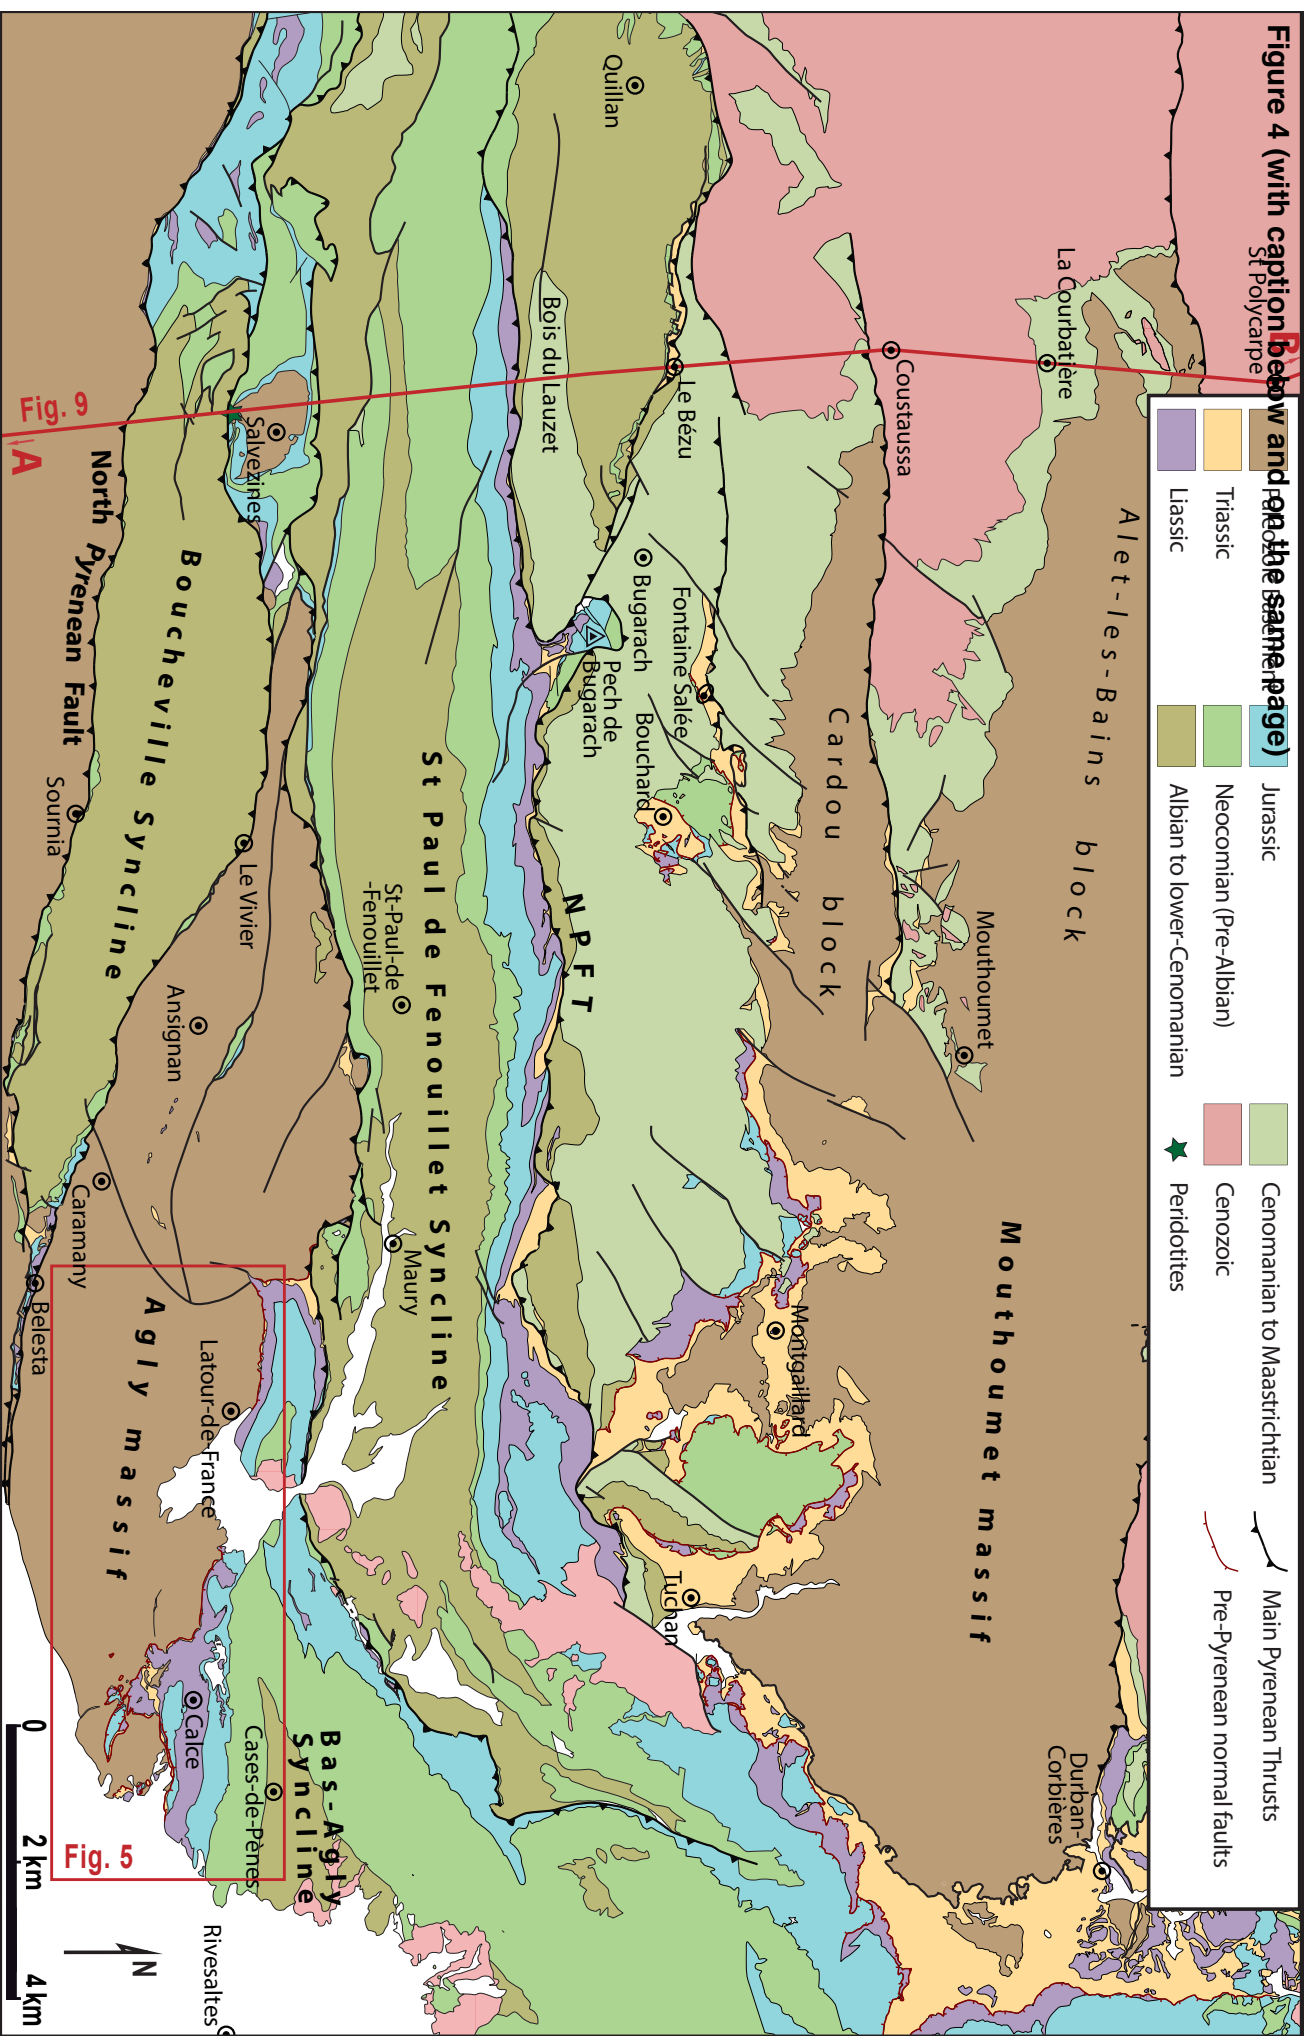 Figure 4 (with caption below and on the same page)
St Polycarpe
B
Paleozoic Basement
Triassic
Liassic
Jurassic
Neocomian (Pre-Albian)
Albian to lower-Cenomanian
Cenomanian to Maastrichtian
Cenozoic
Peridotites
Main Pyrenean Thrusts
Pre-Pyrenean normal faults
La Courbatière
Alet-les-Bains block
Mouthoumet
Mouthoumet massif
Durban-
Corbières
Coustaussa
Cardou block
Quillan
le Bézu
Bugarach
Fontaine Salée
Bouchard
Pech de
Bugarach
Montgaillard
Tuchan
Bois du Lauzet
NPFT
St Paul de Fenouillet Syncline
St-Paul-de
-Fenouillet
Maury
Salvezines
Le Vivier
Ansignan
Bas-Agly
Syncline
Cases-de-Pènes
Latour-de-France
Calce
Rivesaltes
Boucheville Syncline
North Pyrenean Fault
Sournia
Caramany
Belesta
Agly massif
Fig. 9
A
Fig. 5
N
0
2 km
4 km